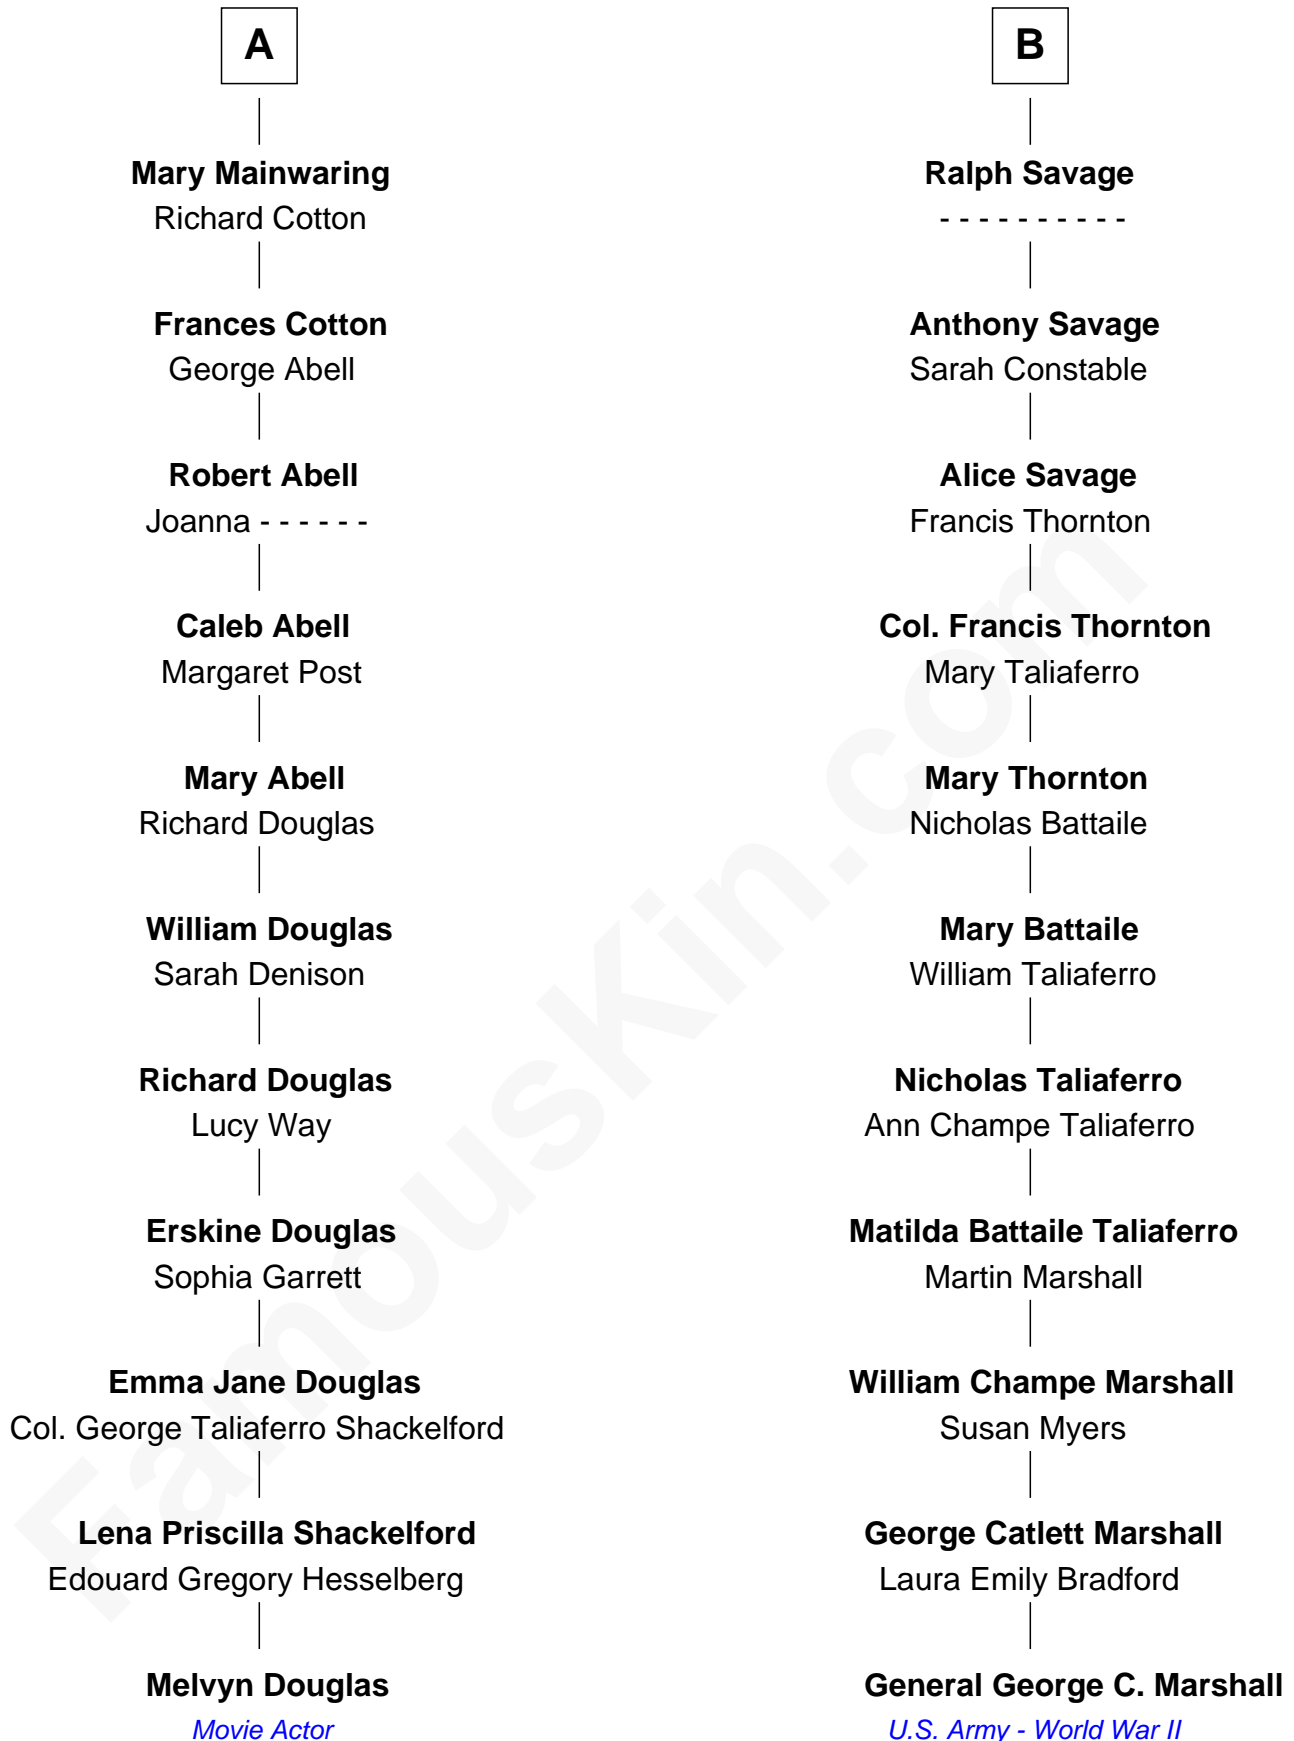 A
Mary Mainwaring
Richard Cotton
Frances Cotton
George Abell
Robert Abell
Joanna - - - - - -
Caleb Abell
Margaret Post
Mary Abell
Richard Douglas
William Douglas
Sarah Denison
Richard Douglas
Lucy Way
Erskine Douglas
Sophia Garrett
Emma Jane Douglas
Col. George Taliaferro Shackelford
Lena Priscilla Shackelford
Edouard Gregory Hesselberg
Melvyn Douglas
Movie Actor
B
Ralph Savage
- - - - - - - - - -
Anthony Savage
Sarah Constable
Alice Savage
Francis Thornton
Col. Francis Thornton
Mary Taliaferro
Mary Thornton
Nicholas Battaile
Mary Battaile
William Taliaferro
Nicholas Taliaferro
Ann Champe Taliaferro
Matilda Battaile Taliaferro
Martin Marshall
William Champe Marshall
Susan Myers
George Catlett Marshall
Laura Emily Bradford
General George C. Marshall
U.S. Army - World War II
FamousKin.com